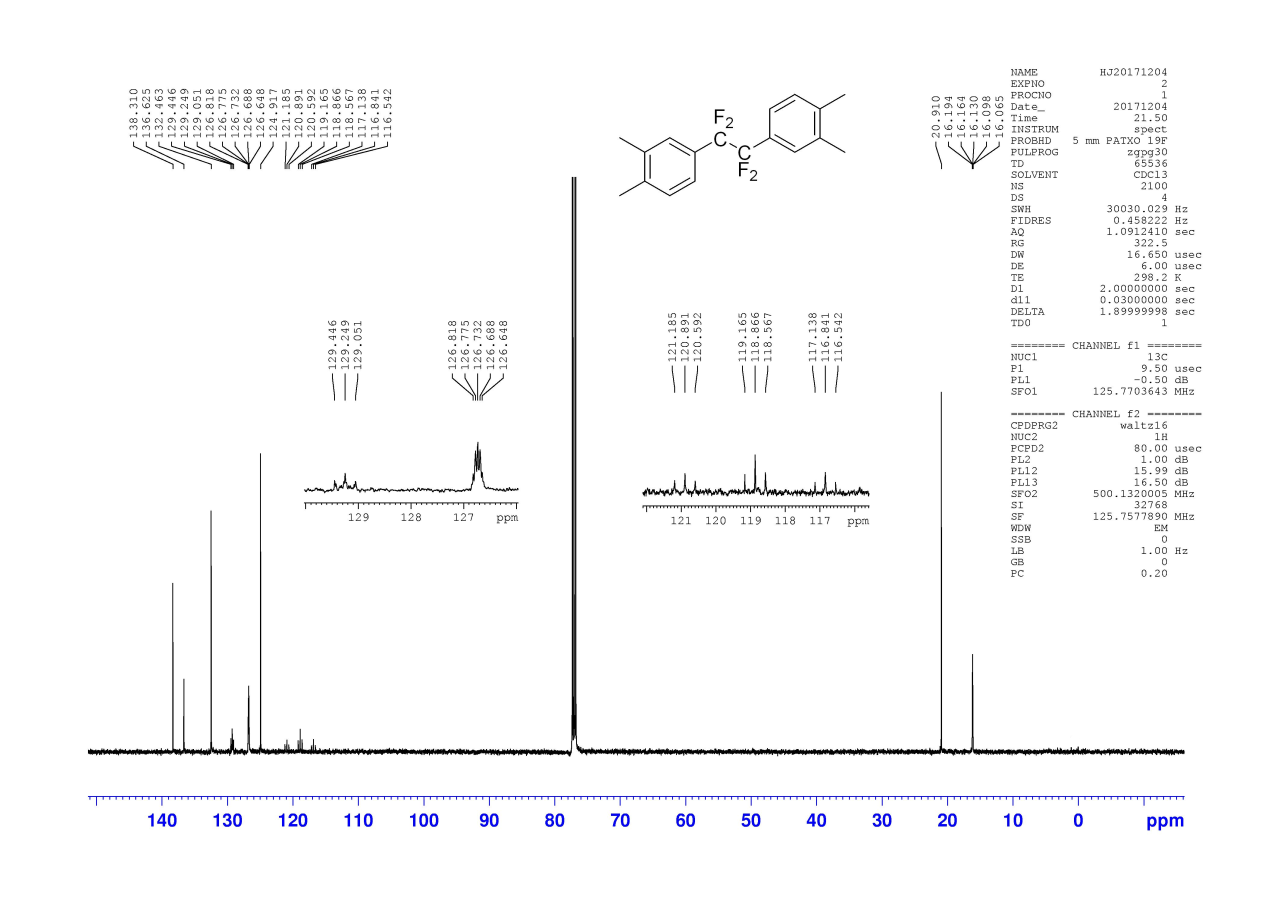 138.310
136.625
132.463
129.446
129.249
129.051
126.818
126.775
126.732
126.688
126.648
124.917
121.185
120.891
120.592
119.165
118.866
118.567
117.138
116.841
116.542
F2
C
C
F2
20.910
16.194
16.164
16.130
16.098
16.065
NAME HJ20171204
EXPNO 2
PROCNO 1
Date_ 20171204
Time 21.50
INSTRUM spect
PROBHD 5 mm PATXO 19F
PULPROG zgpg30
TD 65536
SOLVENT CDCl3
NS 2100
DS 4
SWH 30030.029 Hz
FIDRES 0.458222 Hz
AQ 1.0912410 sec
RG 322.5
DW 16.650 usec
DE 6.00 usec
TE 298.2 K
D1 2.00000000 sec
d11 0.03000000 sec
DELTA 1.89999998 sec
TD0 1
======== CHANNEL f1 ========
NUC1 13C
P1 9.50 usec
PL1 -0.50 dB
SFO1 125.7703643 MHz
======== CHANNEL f2 ========
CPDPRG2 waltz16
NUC2 1H
PCPD2 80.00 usec
PL2 1.00 dB
PL12 15.99 dB
PL13 16.50 dB
SFO2 500.1320005 MHz
SI 32768
SF 125.7577890 MHz
WDW EM
SSB 0
LB 1.00 Hz
GB 0
PC 0.20
129.446
129.249
129.051
126.818
126.775
126.732
126.688
126.648
129 128 127 ppm
121.185
120.891
120.592
119.165
118.866
118.567
117.138
116.841
116.542
121 120 119 118 117 ppm
140 130 120 110 100 90 80 70 60 50 40 30 20 10 0 ppm